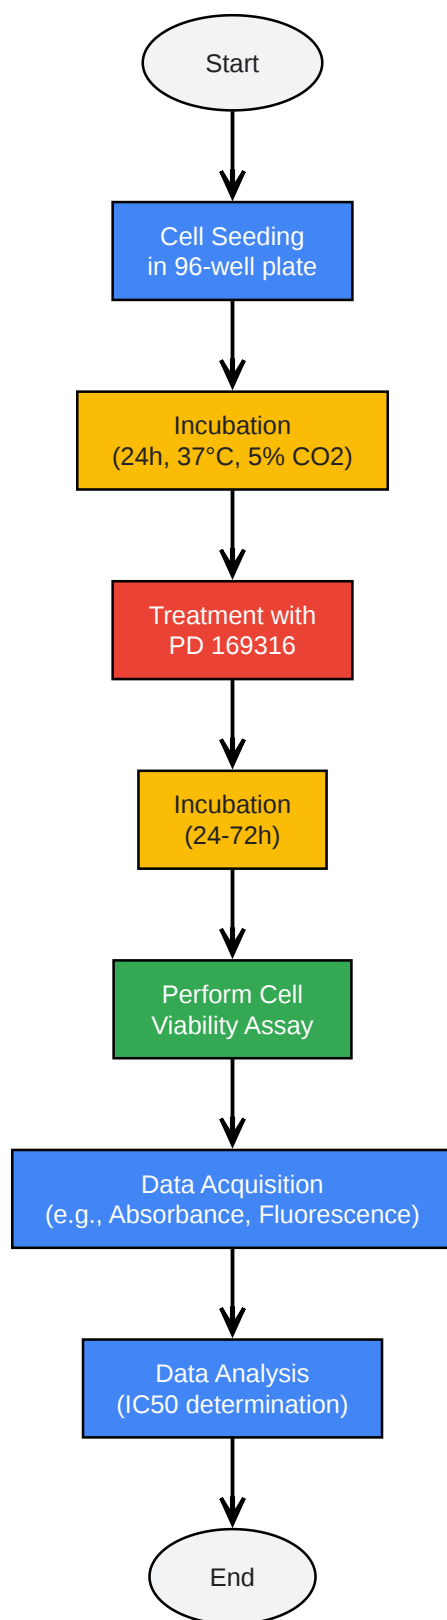 Start
Cell Seeding
in 96-well plate
Incubation
(24h, 37°C, 5% CO2)
Treatment with
PD 169316
Incubation
(24-72h)
Perform Cell
Viability Assay
Data Acquisition
(e.g., Absorbance, Fluorescence)
Data Analysis
(IC50 determination)
End